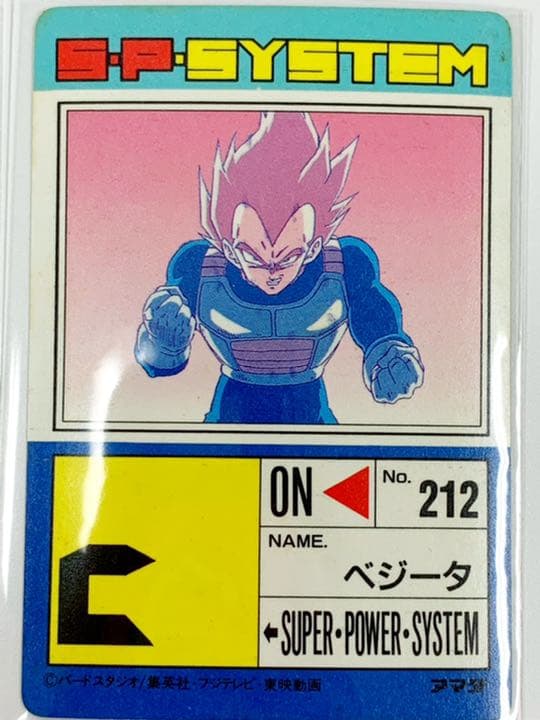 S・P・SYSTEM
ON ◀ No. 212
NAME.
ベジータ
←SUPER・POWER・SYSTEM
©バードスタジオ/集英社・フジテレビ・東映動画
アマダ